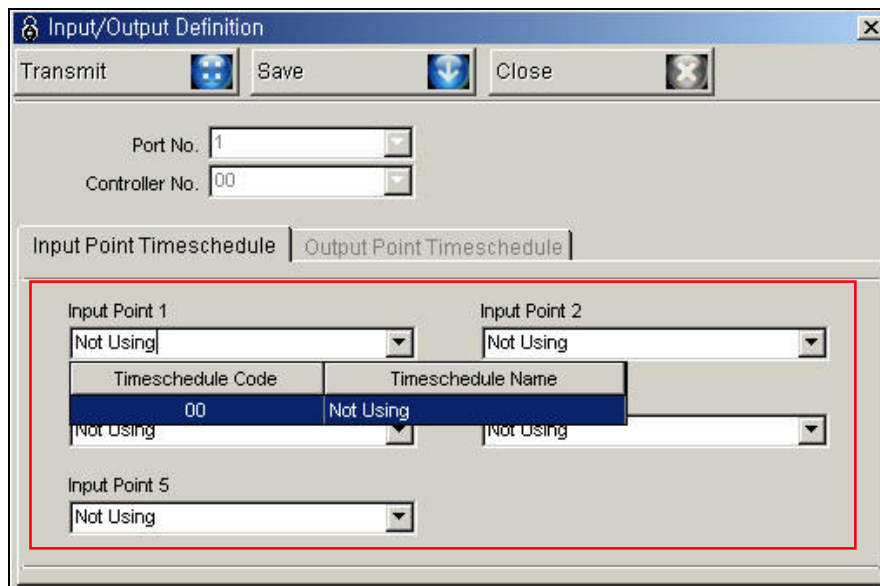 Input/Output Definition
Transmit Save Close
Port No. 1
Controller No. 00
Input Point Timeschedule Output Point Timeschedule
Input Point 1 Input Point 2
Not Using Not Using
Timeschedule Code Timeschedule Name
00 Not Using
Not Using Not Using
Input Point 5
Not Using